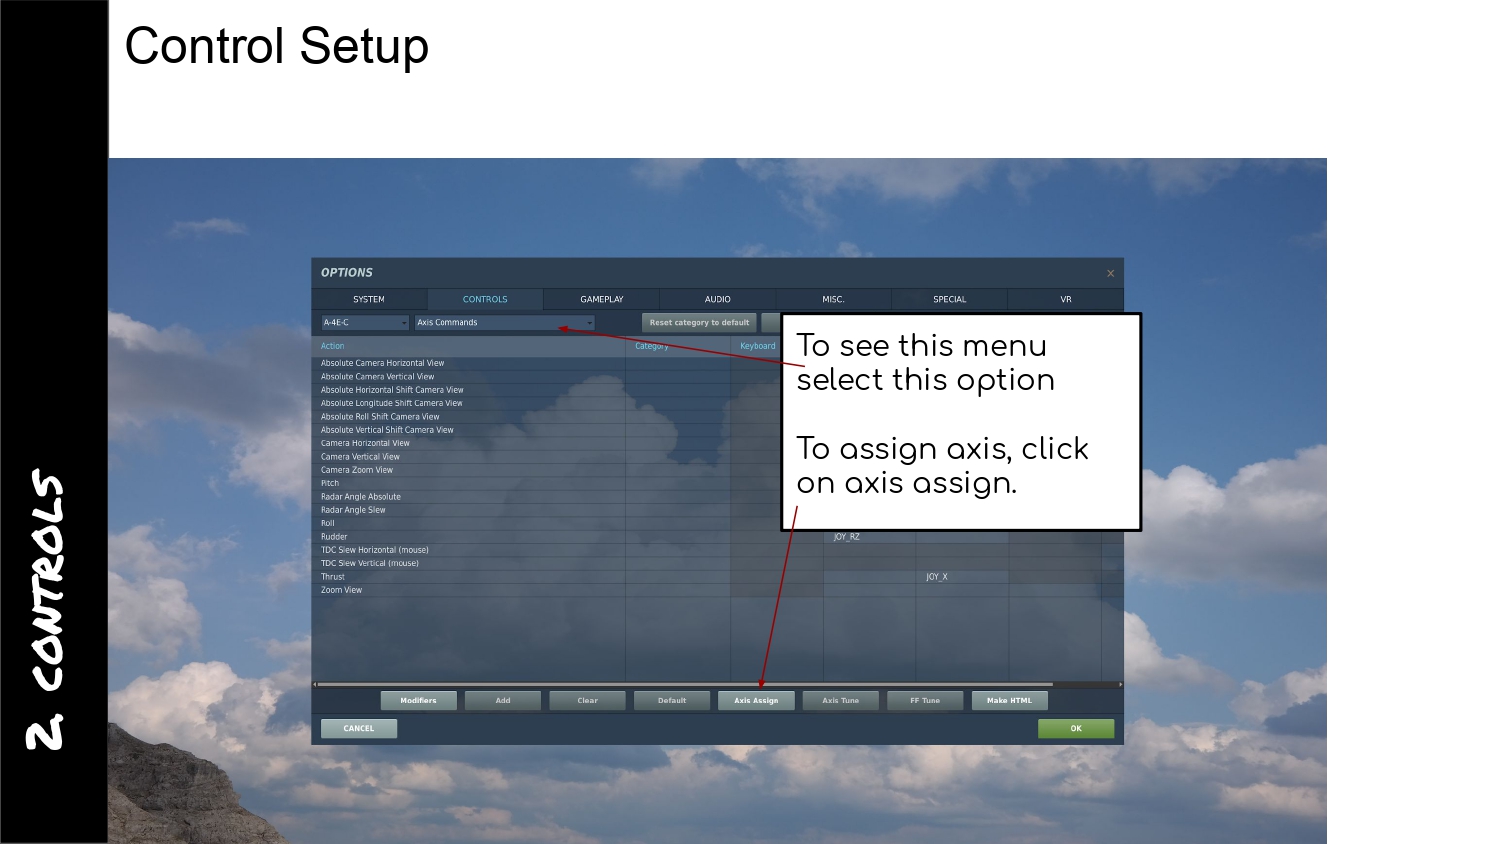 Control Setup
2. CONTROLS
OPTIONS
x
SYSTEM CONTROLS GAMEPLAY AUDIO MISC. SPECIAL VR
A-4E-C Axis Commands Reset category to default
Action Category Keyboard
Absolute Camera Horizontal View
Absolute Camera Vertical View
Absolute Horizontal Shift Camera View
Absolute Longitude Shift Camera View
Absolute Roll Shift Camera View
Absolute Vertical Shift Camera View
Camera Horizontal View
Camera Vertical View
Camera Zoom View
Pitch
Radar Angle Absolute
Radar Angle Slew
Roll
Rudder JOY_RZ
TDC Slew Horizontal (mouse)
TDC Slew Vertical (mouse)
Thrust JOY_X
Zoom View
To see this menu
select this option
To assign axis, click
on axis assign.
Modifiers Add Clear Default Axis Assign Axis Tune FF Tune Make HTML
CANCEL OK